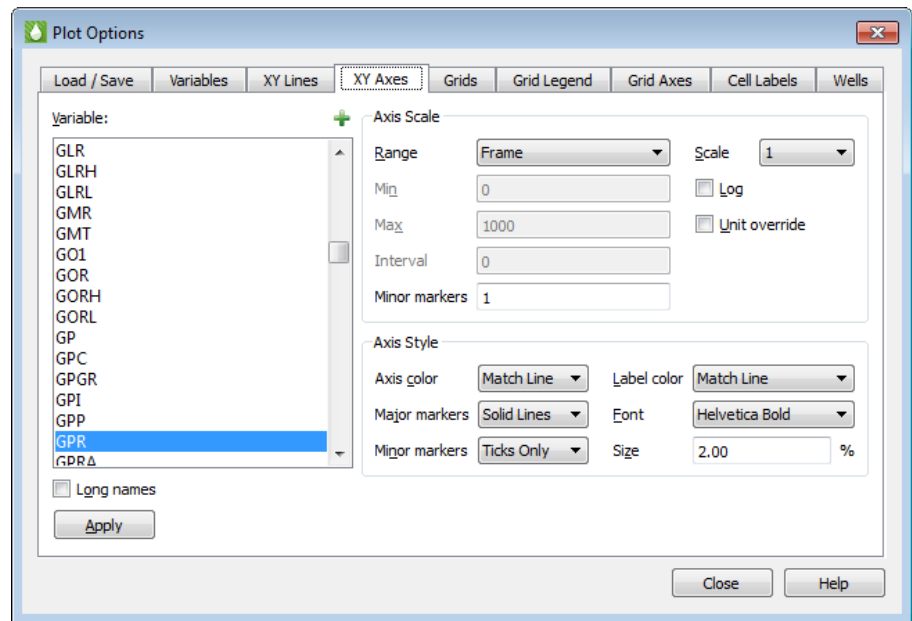 Plot Options
Load / Save Variables XY Lines XY Axes Grids Grid Legend Grid Axes Cell Labels Wells
Variable:
GLR
GLRH
GLRL
GMR
GMT
GO1
GOR
GORH
GORL
GP
GPC
GPGR
GPI
GPP
GPR
GPRA
Long names
Apply
Axis Scale
Range Frame Scale 1
Min 0 Log
Max 1000 Unit override
Interval 0
Minor markers 1
Axis Style
Axis color Match Line Label color Match Line
Major markers Solid Lines Font Helvetica Bold
Minor markers Ticks Only Size 2.00 %
Close Help